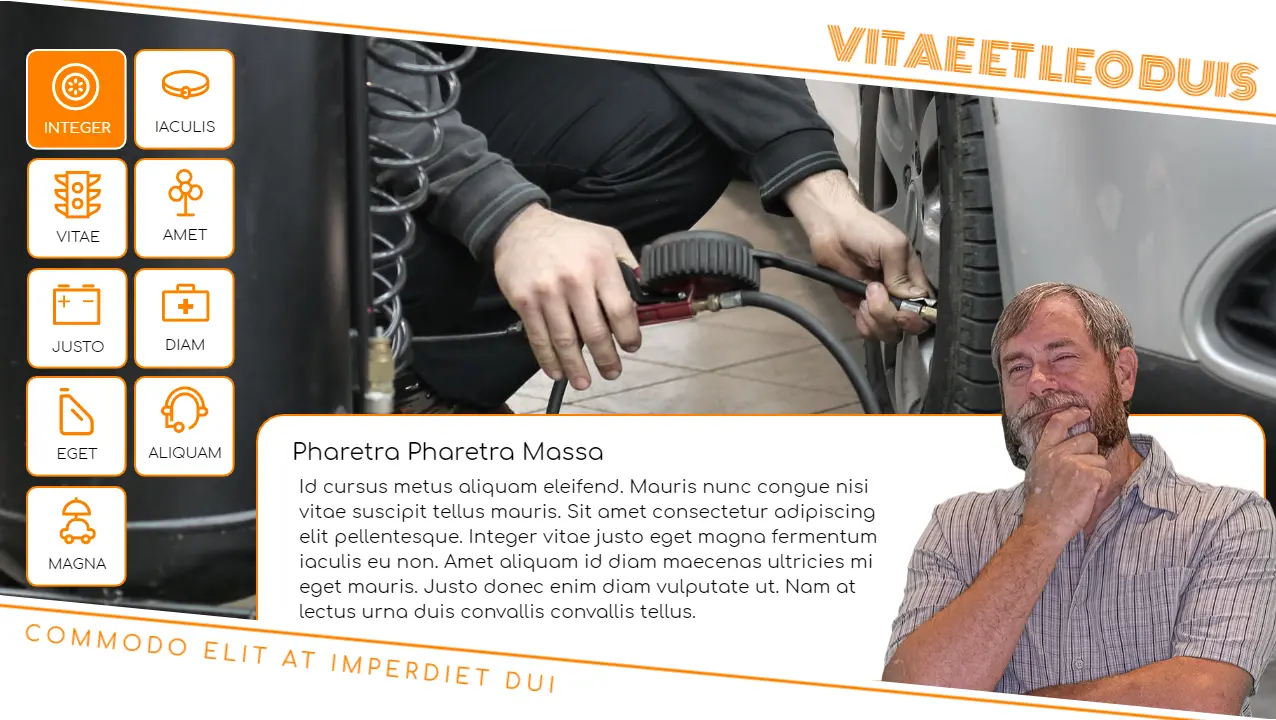 VITAE ET LEO DUIS
INTEGER
IACULIS
VITAE
AMET
JUSTO
DIAM
EGET
ALIQUAM
MAGNA
Pharetra Pharetra Massa
Id cursus metus aliquam eleifend. Mauris nunc congue nisi
vitae suscipit tellus mauris. Sit amet consectetur adipiscing
elit pellentesque. Integer vitae justo eget magna fermentum
iaculis eu non. Amet aliquam id diam maecenas ultricies mi
eget mauris. Justo donec enim diam vulputate ut. Nam at
lectus urna duis convallis convallis tellus.
COMMODO ELIT AT IMPERDIET DUI